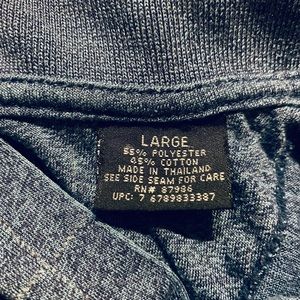 LARGE
55% POLYESTER
45% COTTON
MADE IN THAILAND
SEE SIDE SEAM FOR CARE
RN# 87986
UPC: 7 6789833387